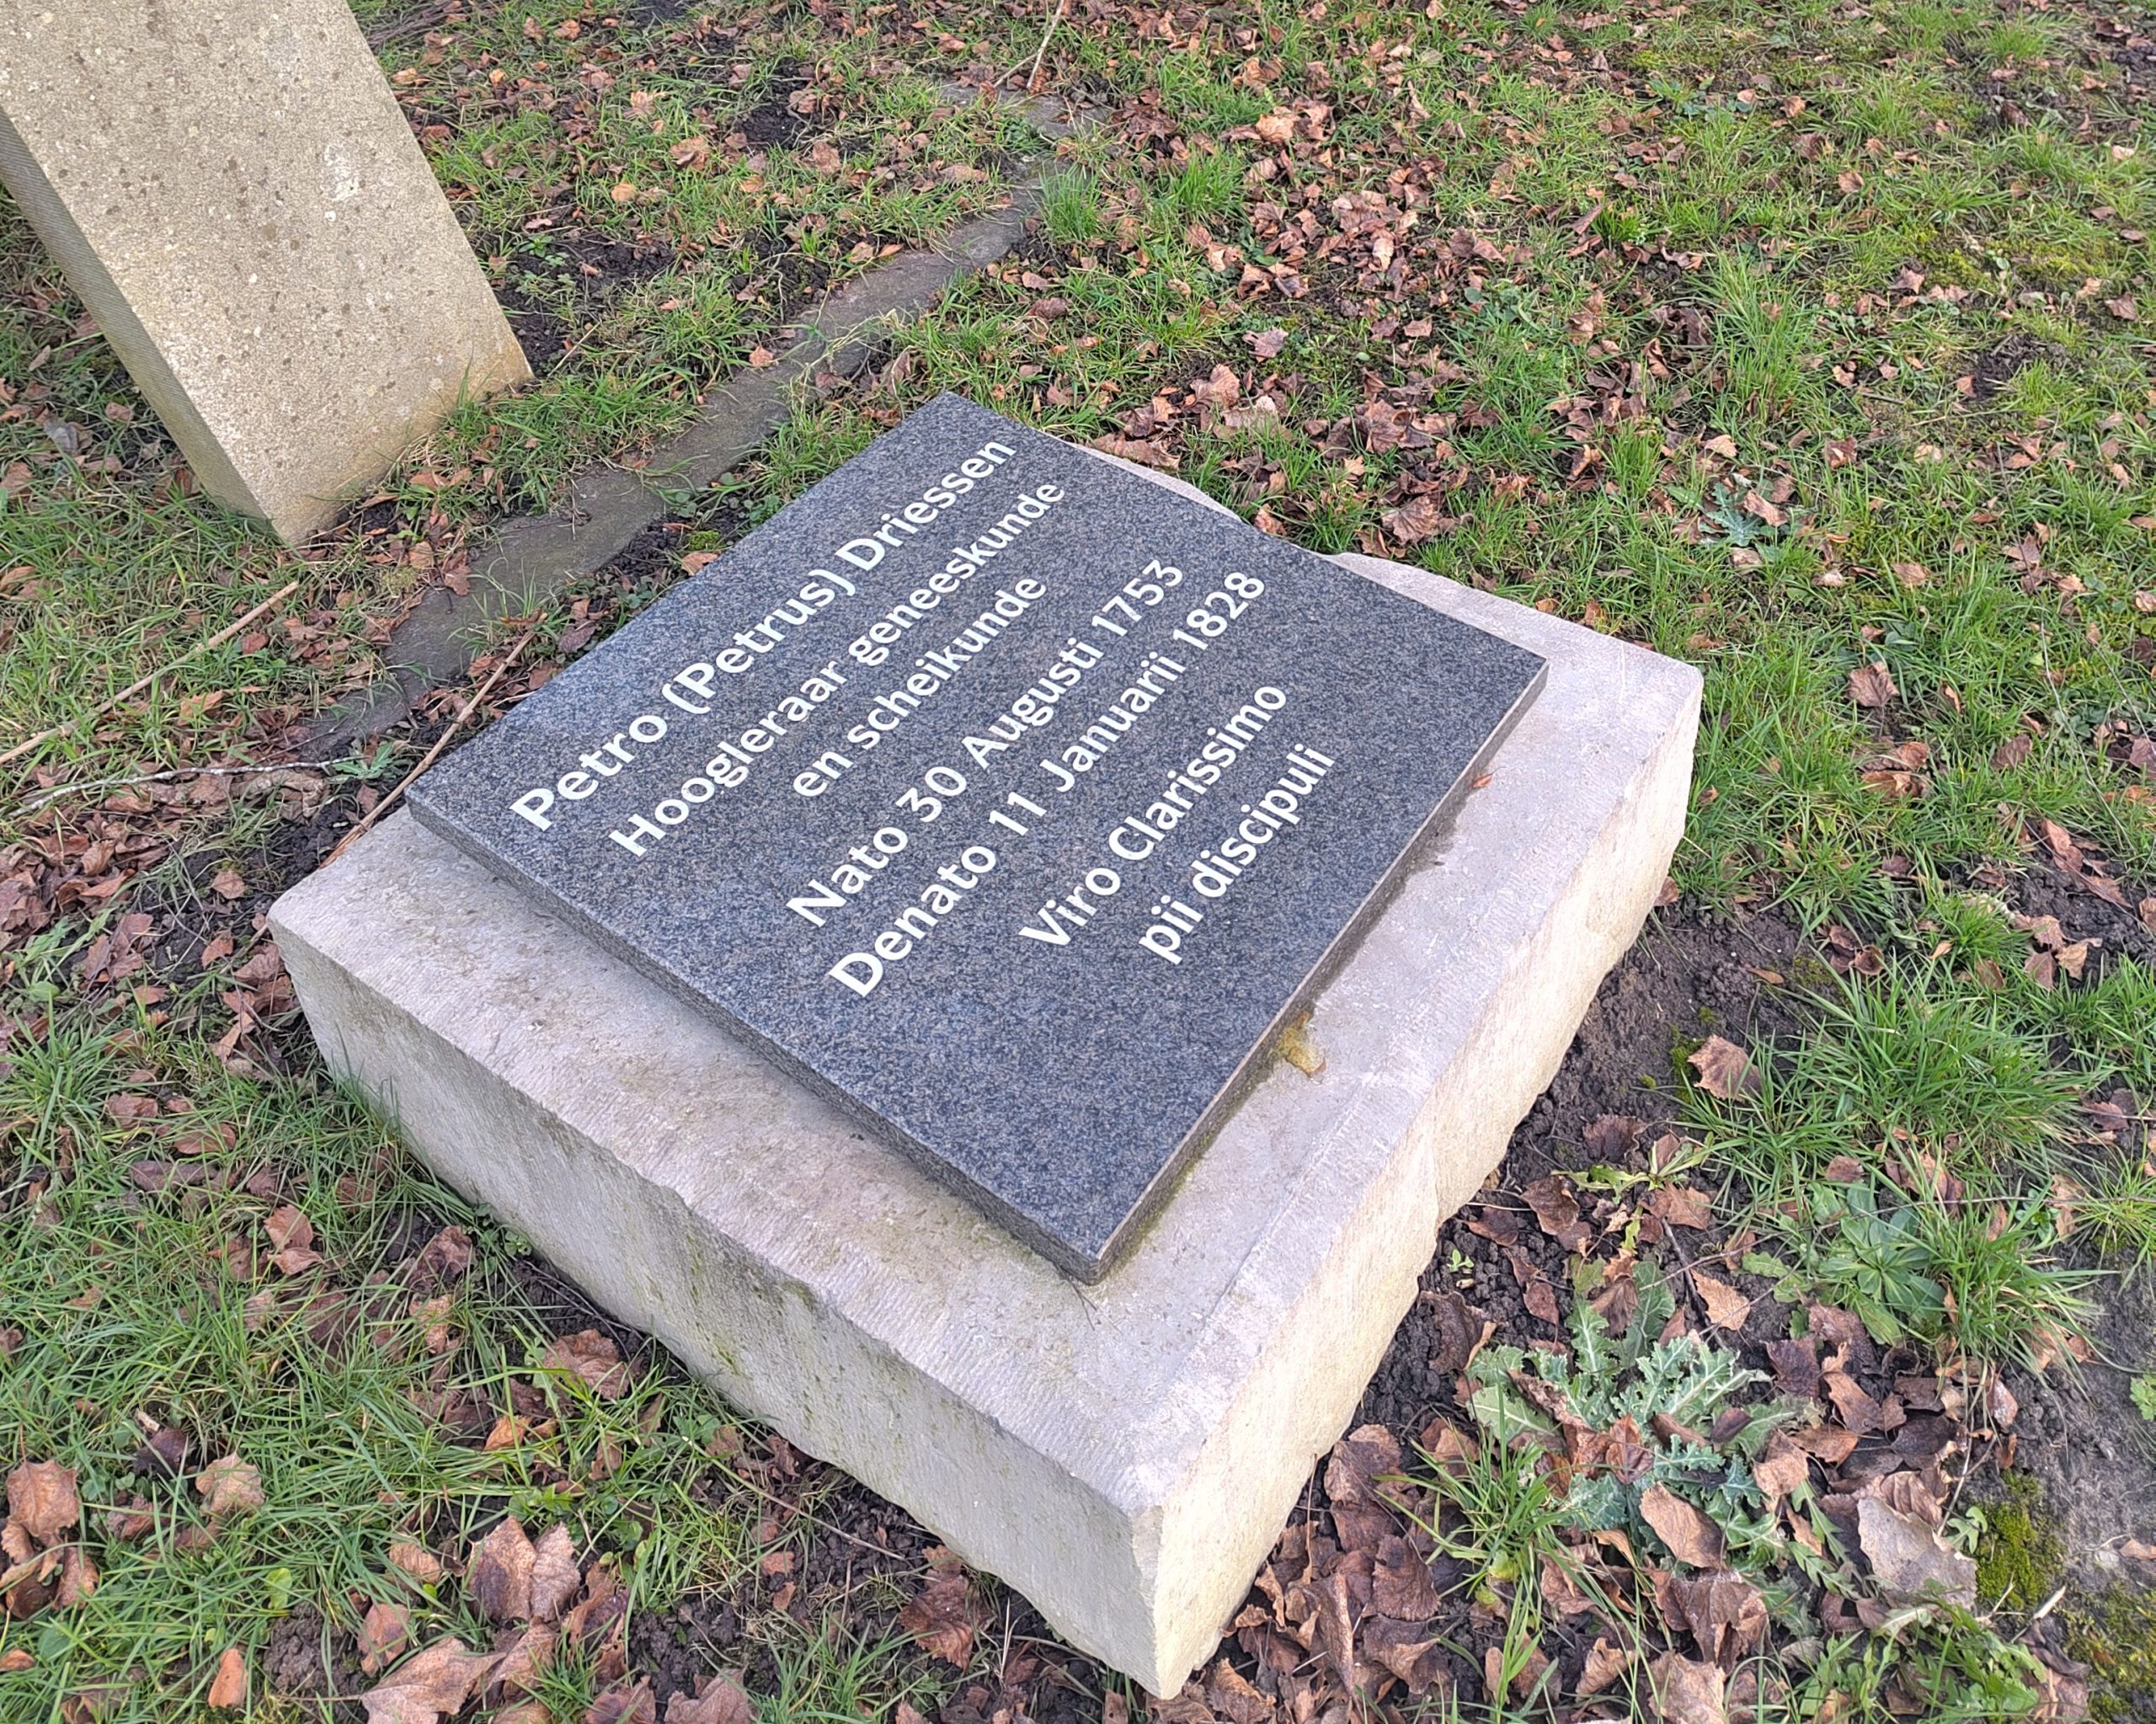 Petro (Petrus) Driessen
Hoogleraar geneeskunde
en scheikunde
Nato 30 Augusti 1753
Denato 11 Januarii 1828
Viro Clarissimo
pii discipuli